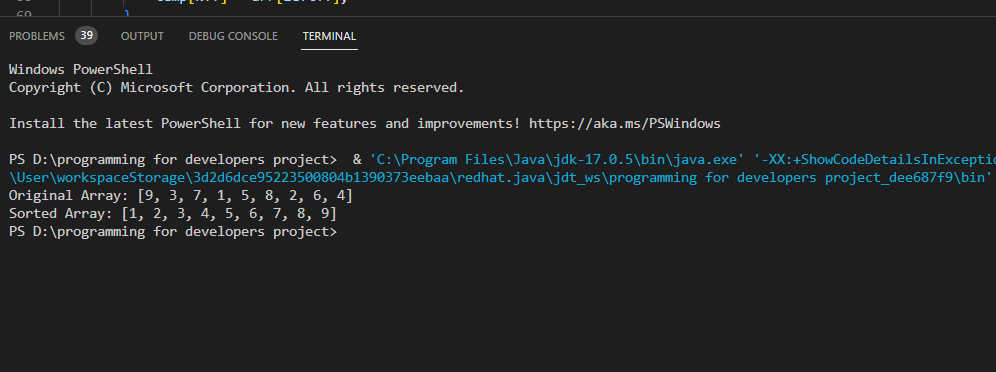 69
PROBLEMS 39 OUTPUT DEBUG CONSOLE TERMINAL
Windows PowerShell
Copyright (C) Microsoft Corporation. All rights reserved.
Install the latest PowerShell for new features and improvements! https://aka.ms/PSWindows
PS D:\programming for developers project>  & 'C:\Program Files\Java\jdk-17.0.5\bin\java.exe' '-XX:+ShowCodeDetailsInExceptio
\User\workspaceStorage\3d2d6dce95223500804b1390373eebaa\redhat.java\jdt_ws\programming for developers project_dee687f9\bin'
Original Array: [9, 3, 7, 1, 5, 8, 2, 6, 4]
Sorted Array: [1, 2, 3, 4, 5, 6, 7, 8, 9]
PS D:\programming for developers project>